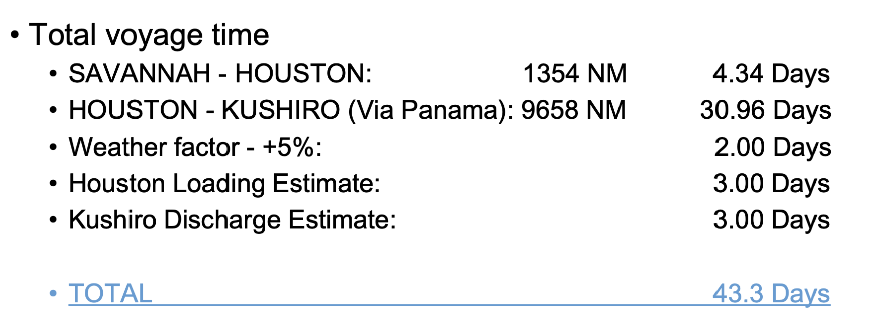 • Total voyage time
• SAVANNAH - HOUSTON: 1354 NM 4.34 Days
• HOUSTON - KUSHIRO (Via Panama): 9658 NM 30.96 Days
• Weather factor - +5%: 2.00 Days
• Houston Loading Estimate: 3.00 Days
• Kushiro Discharge Estimate: 3.00 Days
• TOTAL 43.3 Days